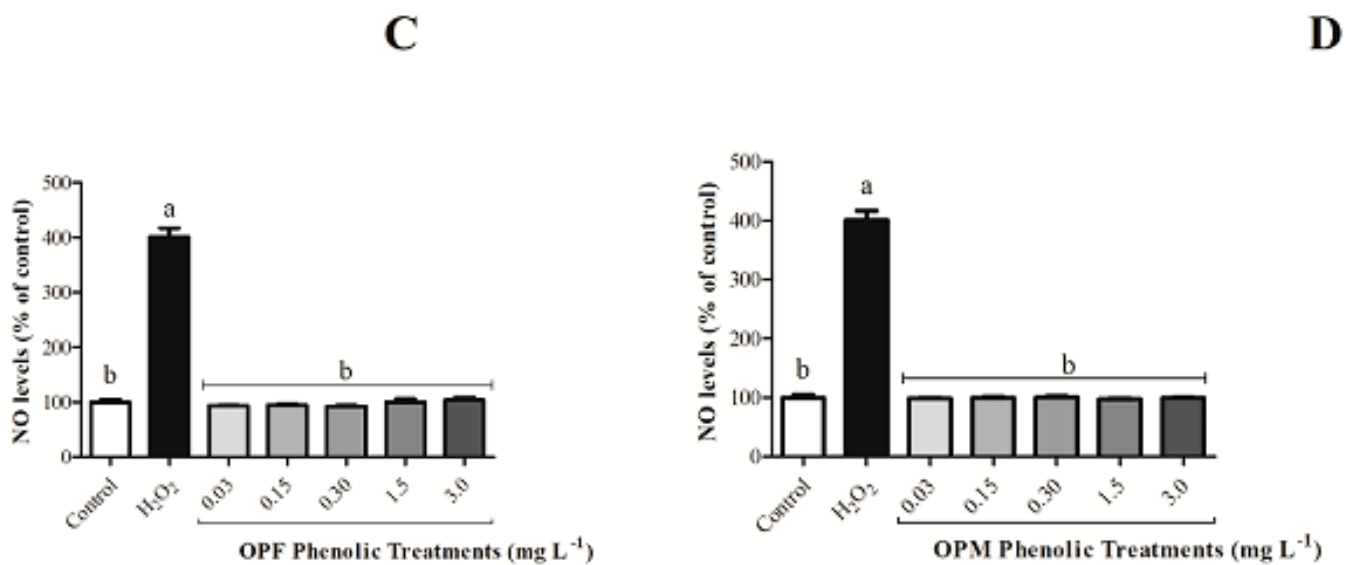 C
D
NO levels (% of control)
500
400
300
200
100
0
a
b
b
Control
H₂O₂
0.03
0.15
0.30
1.5
3.0
OPF Phenolic Treatments (mg L⁻¹)
NO levels (% of control)
500
400
300
200
100
0
a
b
b
Control
H₂O₂
0.03
0.15
0.30
1.5
3.0
OPM Phenolic Treatments (mg L⁻¹)